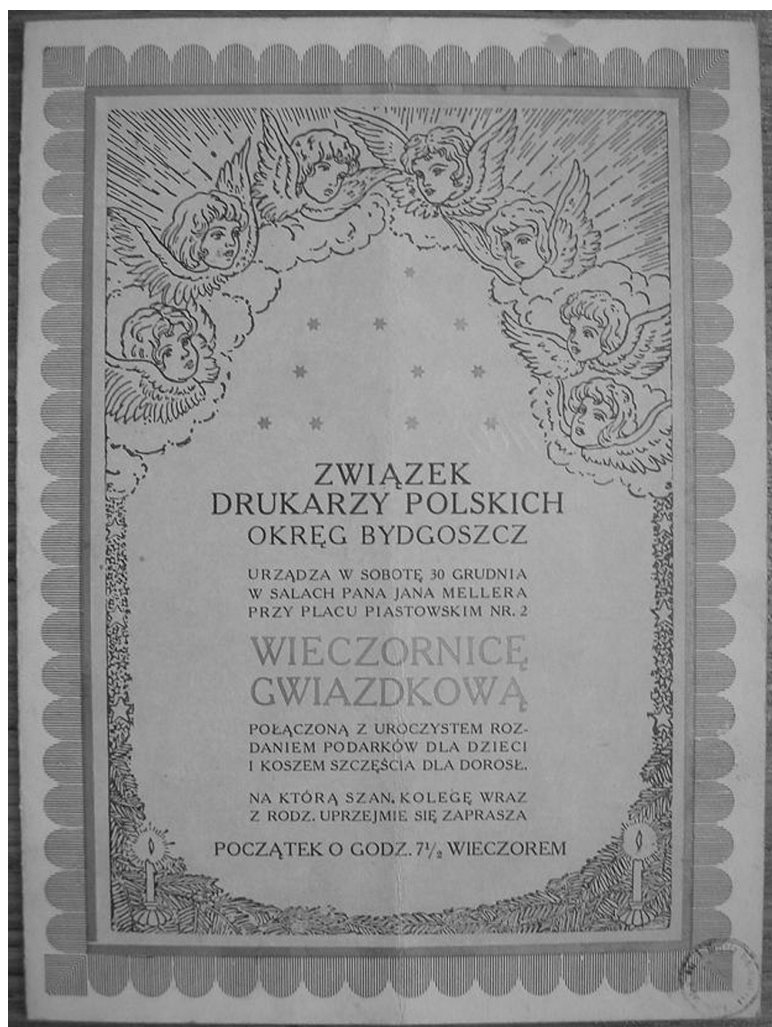 ZWIĄZEK
DRUKARZY POLSKICH
OKRĘG BYDGOSZCZ
URZĄDZA W SOBOTĘ 30 GRUDNIA
W SALACH PANA JANA MELLERA
PRZY PLACU PIASTOWSKIM NR. 2
WIECZORNICĘ
GWIAZDKOWĄ
POŁĄCZONĄ Z UROCZYSTEM ROZ-
DANIEM PODARKÓW DLA DZIECI
I KOSZEM SZCZĘŚCIA DLA DOROSŁ.
NA KTÓRĄ SZAN. KOLEGĘ WRAZ
Z RODZ. UPRZEJMIE SIĘ ZAPRASZA
POCZĄTEK O GODZ. 7½ WIECZOREM